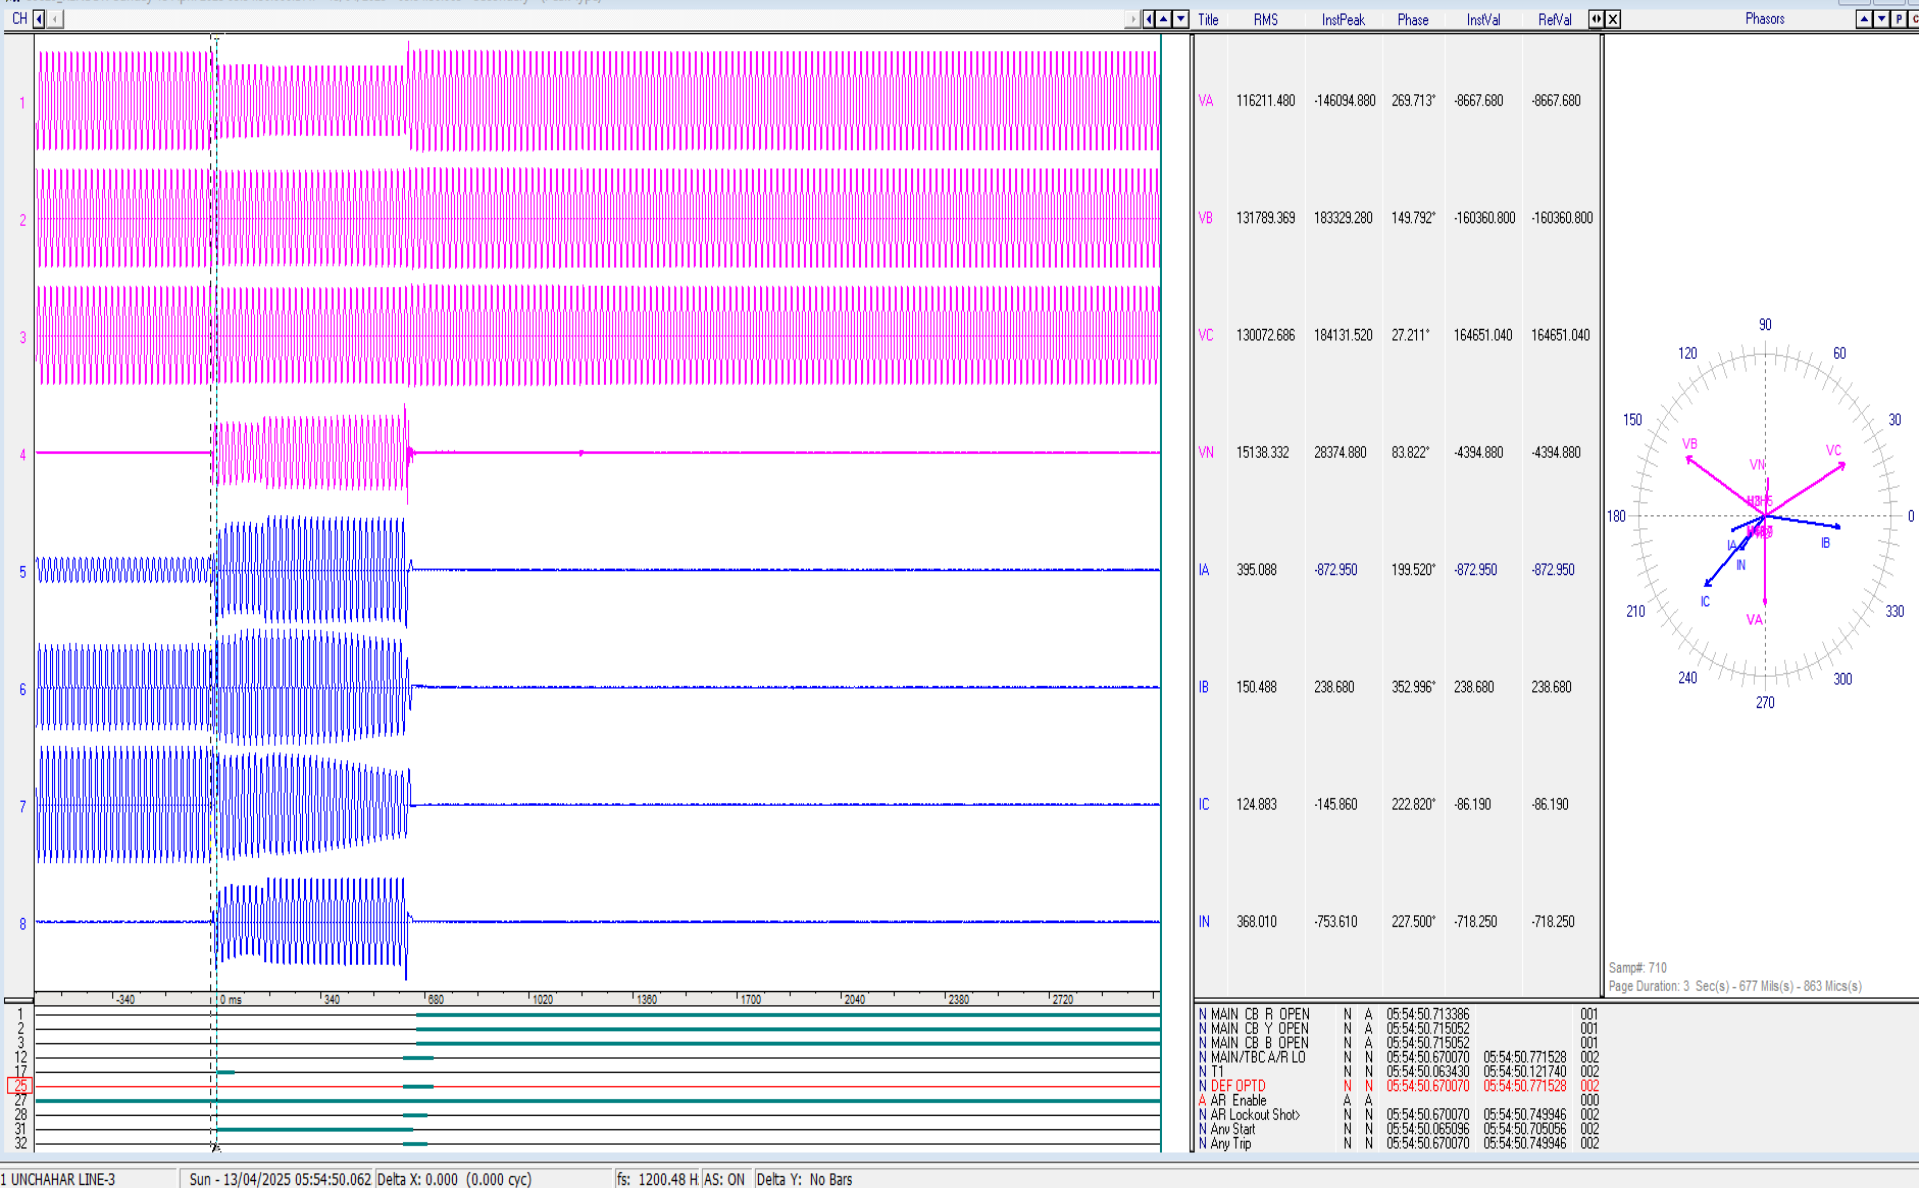 CH Title RMS InstPeak Phase InstVal RefVal Phasors P
1 VA 116211.480 -146094.880 269.713° -8667.680 -8667.680
2 VB 131789.369 183329.280 149.792° -160360.800 -160360.800
3 VC 130072.686 184131.520 27.211° 164651.040 164651.040
4 VN 15138.332 28374.880 83.822° -4394.880 -4394.880
5 IA 395.088 -872.950 199.520° -872.950 -872.950
6 IB 150.488 238.680 352.996° 238.680 238.680
7 IC 124.883 -145.860 222.820° -86.190 -86.190
8 IN 368.010 -753.610 227.500° -718.250 -718.250
90
120 60
150 30
VB VC
VN
180 0
IA IB
IN
IC
210 330
VA
240 300
270
Samp#: 710
Page Duration: 3 Sec(s) - 677 Mils(s) - 863 Mics(s)
-340 0 ms 340 680 1020 1360 1700 2040 2380 2720
1 N MAIN CB R OPEN N A 05:54:50.713386 001
2 N MAIN CB Y OPEN N A 05:54:50.715052 001
3 N MAIN CB B OPEN N A 05:54:50.715052 001
12 N MAIN/TBC A/R LO N N 05:54:50.670070 05:54:50.771528 002
17 N T1 N N 05:54:50.063430 05:54:50.121740 002
25 N DEF OPTD N N 05:54:50.670070 05:54:50.771528 002
27 A AR Enable A A 000
28 N AR Lockout Shot> N N 05:54:50.670070 05:54:50.749946 002
31 N Any Start N N 05:54:50.065096 05:54:50.705056 002
32 N Any Trip N N 05:54:50.670070 05:54:50.749946 002
1 UNCHAHAR LINE-3 Sun - 13/04/2025 05:54:50.062 Delta X: 0.000 (0.000 cyc) fs: 1200.48 H AS: ON Delta Y: No Bars